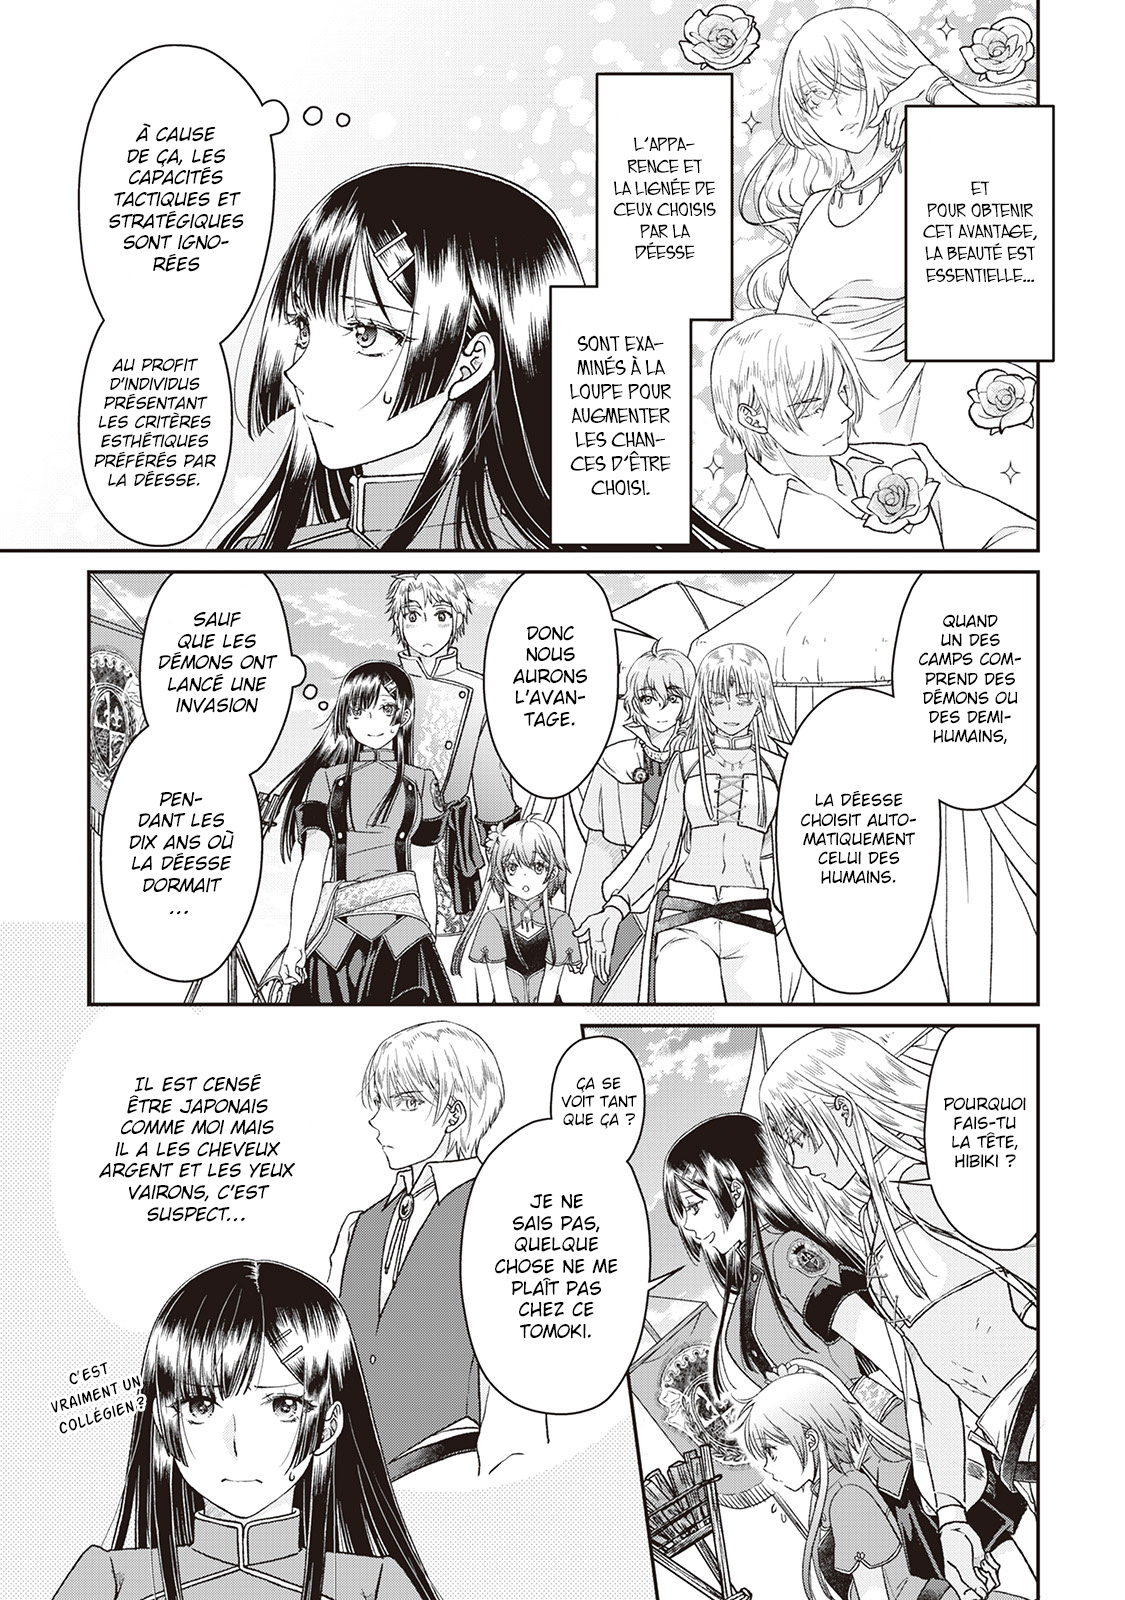 ET
POUR OBTENIR
CET AVANTAGE,
LA BEAUTÉ EST
ESSENTIELLE...
L'APPA-
RENCE ET
LA LIGNÉE DE
CEUX CHOISIS
PAR LA
DÉESSE
SONT EXA-
MINÉS À LA
LOUPE POUR
AUGMENTER
LES CHAN-
CES D'ÊTRE
CHOISI.
À CAUSE
DE ÇA, LES
CAPACITÉS
TACTIQUES ET
STRATÉGIQUES
SONT IGNO-
RÉES
AU PROFIT
D'INDIVIDUS
PRÉSENTANT
LES CRITÈRES
ESTHÉTIQUES
PRÉFÉRÉS PAR
LA DÉESSE.
QUAND
UN DES
CAMPS COM-
PREND DES
DÉMONS OU
DES DEMI-
HUMAINS,
LA DÉESSE
CHOISIT AUTO-
MATIQUEMENT
CELUI DES
HUMAINS.
DONC
NOUS
AURONS
L'AVAN-
TAGE.
SAUF
QUE LES
DÉMONS ONT
LANCÉ UNE
INVASION
PEN-
DANT LES
DIX ANS OÙ
LA DÉESSE
DORMAIT
...
POURQUOI
FAIS-TU
LA TÊTE,
HIBIKI ?
ÇA SE
VOIT TANT
QUE ÇA ?
JE NE
SAIS PAS,
QUELQUE
CHOSE NE ME
PLAÎT PAS
CHEZ CE
TOMOKI.
IL EST CENSÉ
ÊTRE JAPONAIS
COMME MOI MAIS
IL A LES CHEVEUX
ARGENT ET LES YEUX
VAIRONS, C'EST
SUSPECT...
C'EST
VRAIMENT UN
COLLÉGIEN ?